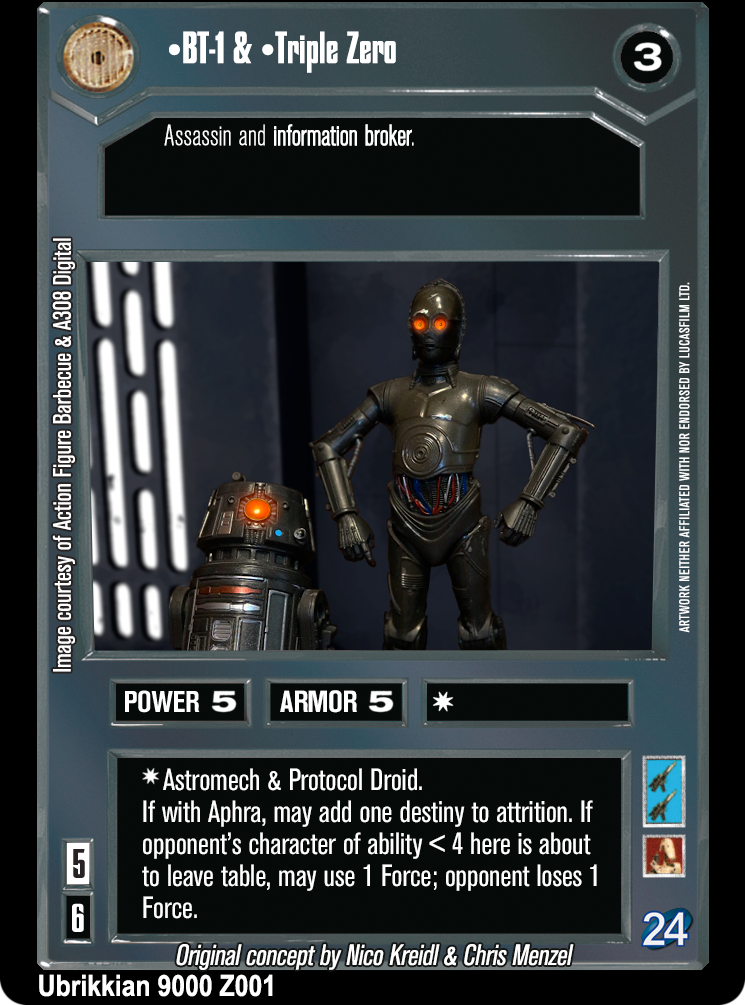 •BT-1 & •Triple Zero
3
Assassin and information broker.
Image courtesy of Action Figure Barbecue & A308 Digital
ARTWORK NEITHER AFFILIATED WITH NOR ENDORSED BY LUCASFILM LTD.
POWER 5
ARMOR 5
✷
✷Astromech & Protocol Droid.
If with Aphra, may add one destiny to attrition. If
opponent's character of ability < 4 here is about
to leave table, may use 1 Force; opponent loses 1
Force.
5
6
24
Original concept by Nico Kreidl & Chris Menzel
Ubrikkian 9000 Z001